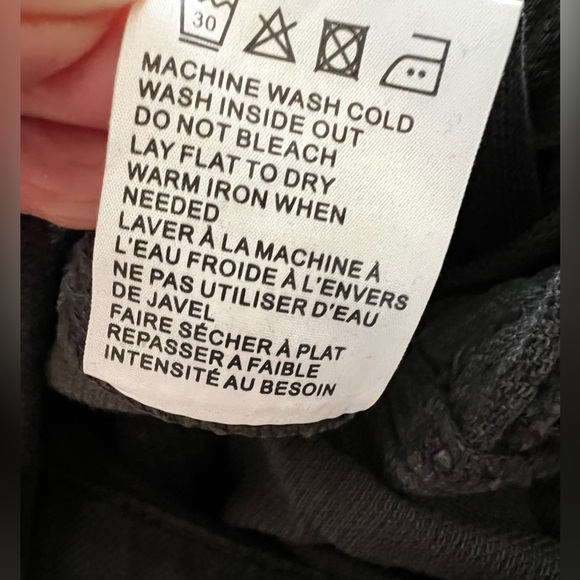 30
MACHINE WASH COLD
WASH INSIDE OUT
DO NOT BLEACH
LAY FLAT TO DRY
WARM IRON WHEN
NEEDED
LAVER À LA MACHINE À
L'EAU FROIDE À L'ENVERS
NE PAS UTILISER D'EAU
DE JAVEL
FAIRE SÉCHER À PLAT
REPASSER A FAIBLE
INTENSITÉ AU BESOIN